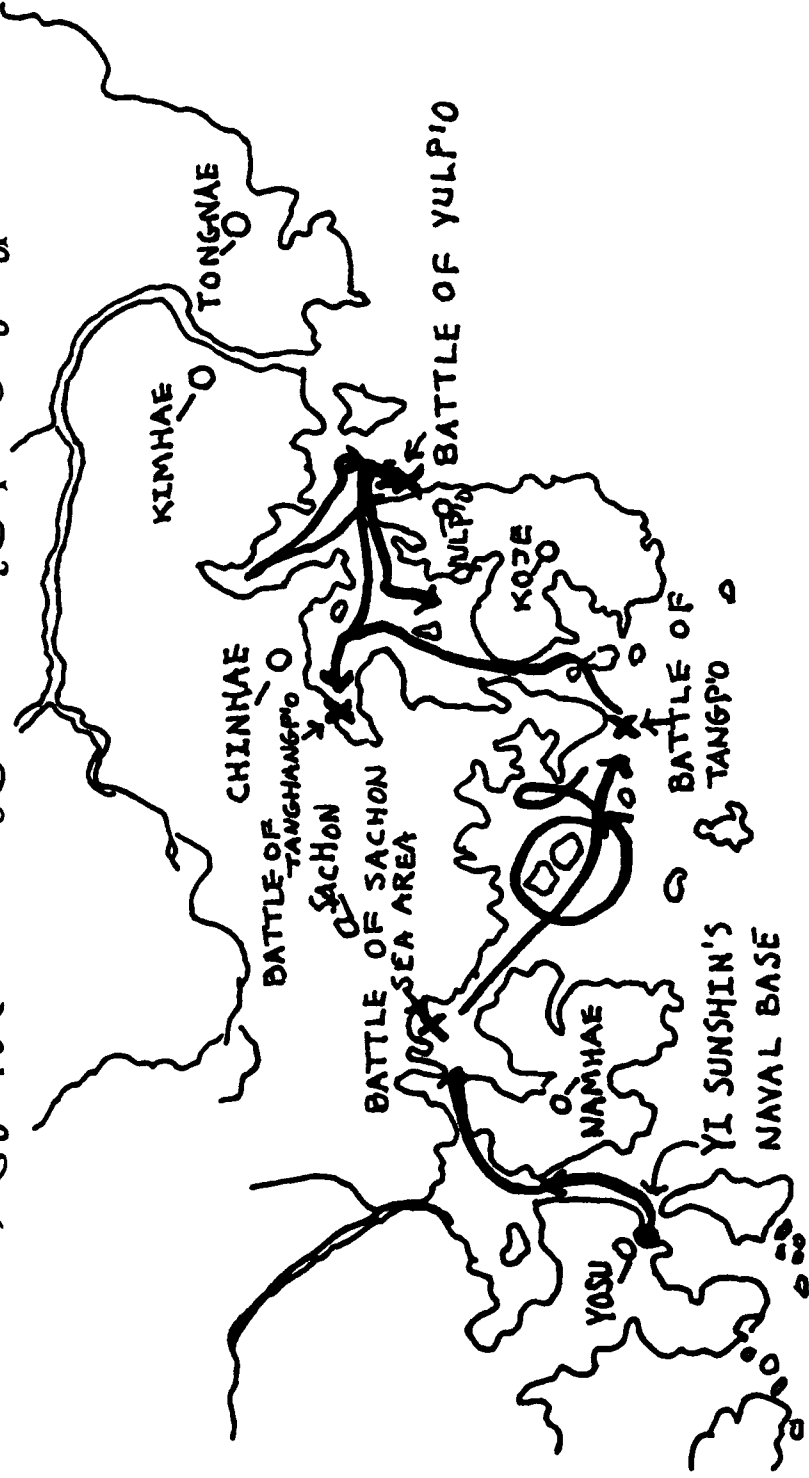 TONGNAE
KIMHAE
BATTLE OF YULP'O
YULP'O
KOJE
CHINHAE
BATTLE OF
TANGHANGP'O
SACHON
BATTLE OF SACHON
SEA AREA
BATTLE OF
TANGP'O
NAMHAE
YI SUNSHIN'S
NAVAL BASE
YOSU